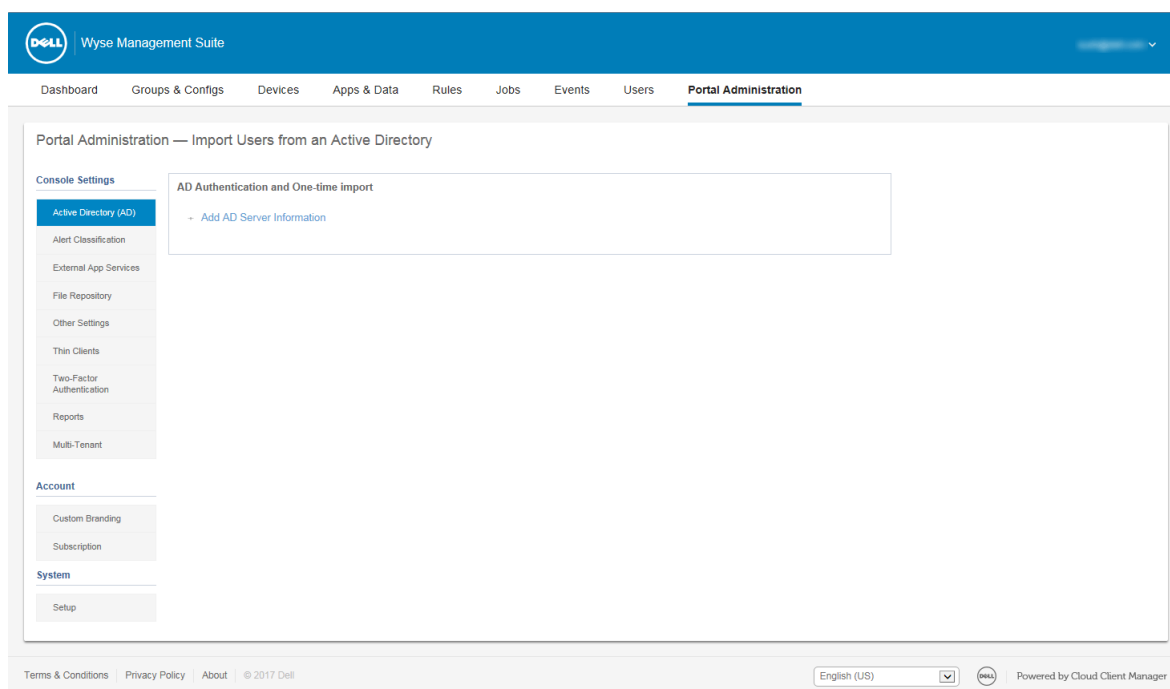 DELL
Wyse Management Suite
Dashboard Groups & Configs Devices Apps & Data Rules Jobs Events Users Portal Administration
Portal Administration — Import Users from an Active Directory
Console Settings
Active Directory (AD)
Alert Classification
External App Services
File Repository
Other Settings
Thin Clients
Two-Factor
Authentication
Reports
Multi-Tenant
Account
Custom Branding
Subscription
System
Setup
AD Authentication and One-time import
+ Add AD Server Information
Terms & Conditions Privacy Policy About © 2017 Dell
English (US)
DELL
Powered by Cloud Client Manager